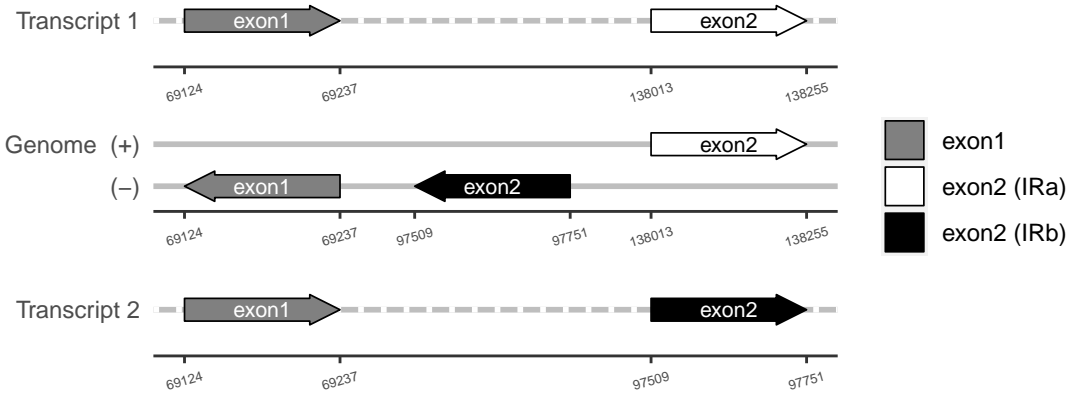 Transcript 1
exon1
exon2
69124
69237
138013
138255
Genome (+)
exon2
(−)
exon1
exon2
69124
69237
97509
97751
138013
138255
Transcript 2
exon1
exon2
69124
69237
97509
97751
exon1
exon2 (IRa)
exon2 (IRb)